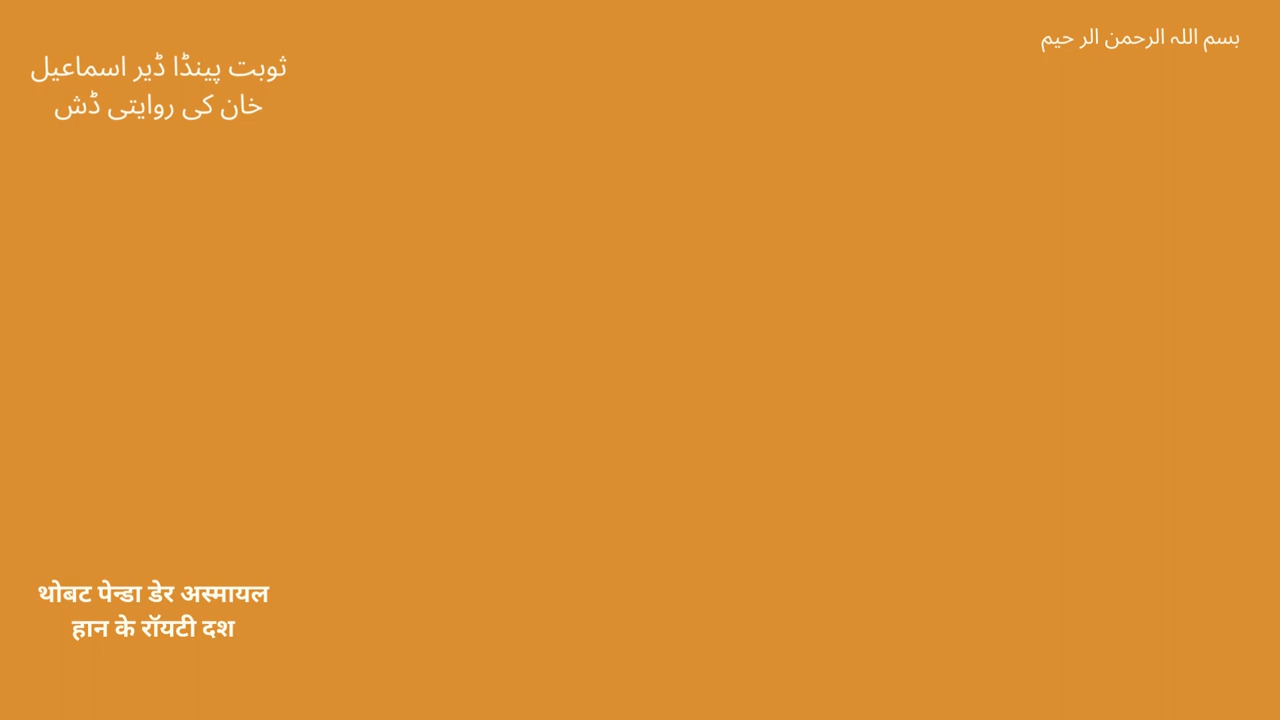 بسم اللہ الرحمن الر حیم
ثوبت پینڈا ڈیر اسماعیل
خان کی روایتی ڈش
थोबट पेन्डा डेर अस्मायल
हान के रॉयटी दश